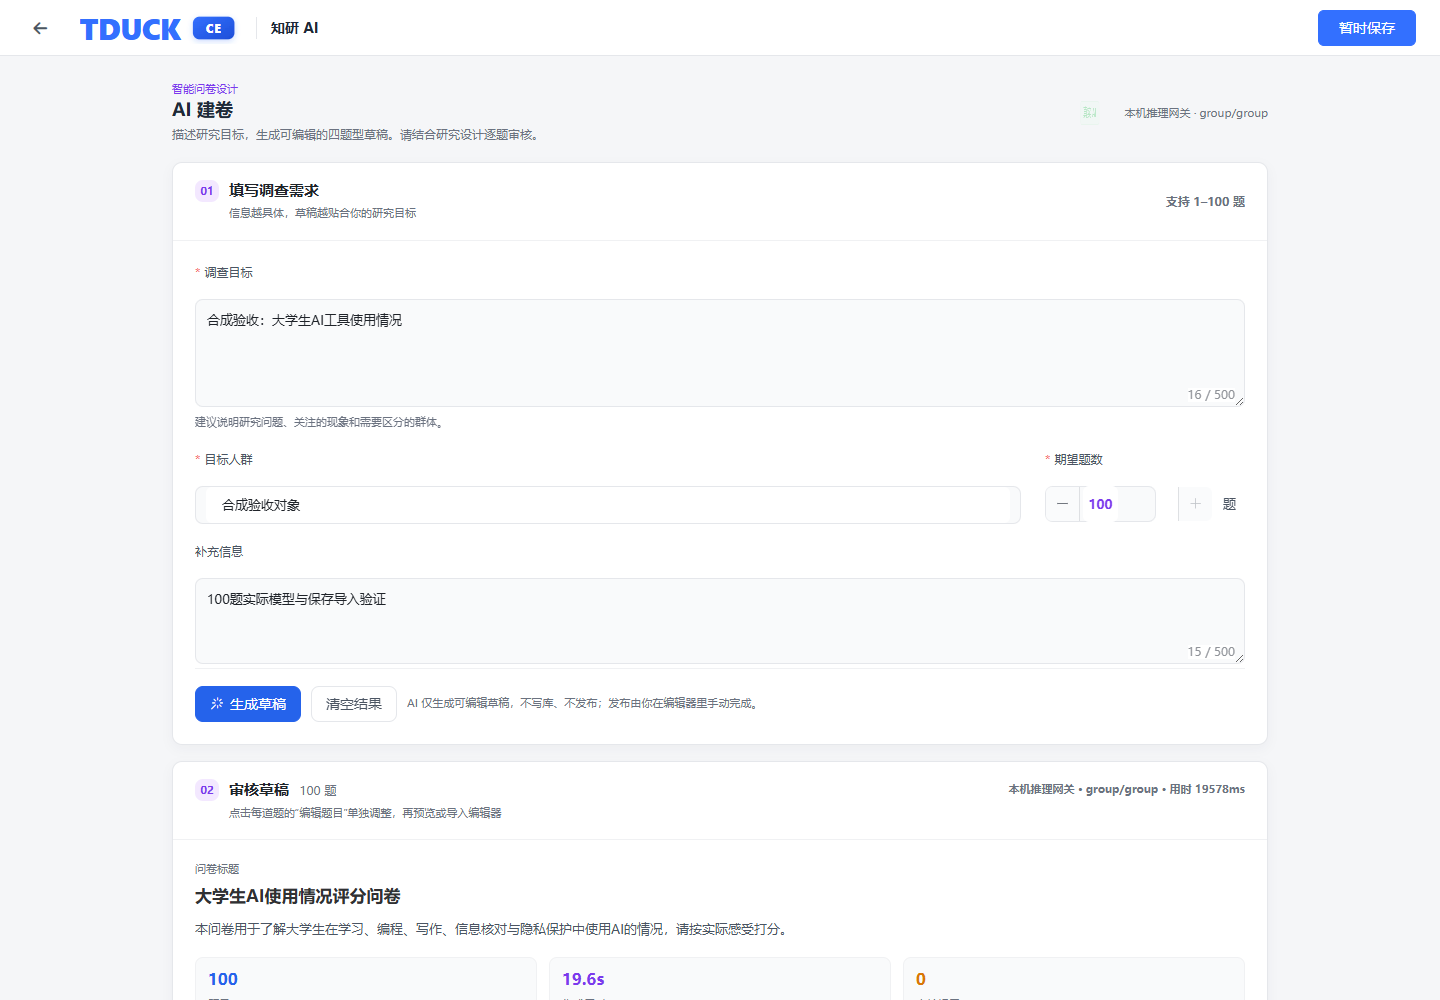 TDUCK CE 知研 AI 暂时保存
智能问卷设计
AI 建卷
描述研究目标，生成可编辑的四题型草稿。请结合研究设计逐题审核。
本机推理网关 · group/group
01 填写调查需求
信息越具体，草稿越贴合你的研究目标
支持 1–100 题
* 调查目标
合成验收：大学生AI工具使用情况
16 / 500
建议说明研究问题、关注的现象和需要区分的群体。
* 目标人群
合成验收对象
* 期望题数
100 题
补充信息
100题实际模型与保存导入验证
15 / 500
生成草稿 清空结果 AI 仅生成可编辑草稿，不写库、不发布；发布由你在编辑器里手动完成。
02 审核草稿 100 题
点击每道题的“编辑题目”单独调整，再预览或导入编辑器
本机推理网关 • group/group • 用时 19578ms
问卷标题
大学生AI使用情况评分问卷
本问卷用于了解大学生在学习、编程、写作、信息核对与隐私保护中使用AI的情况，请按实际感受打分。
100 19.6s 0